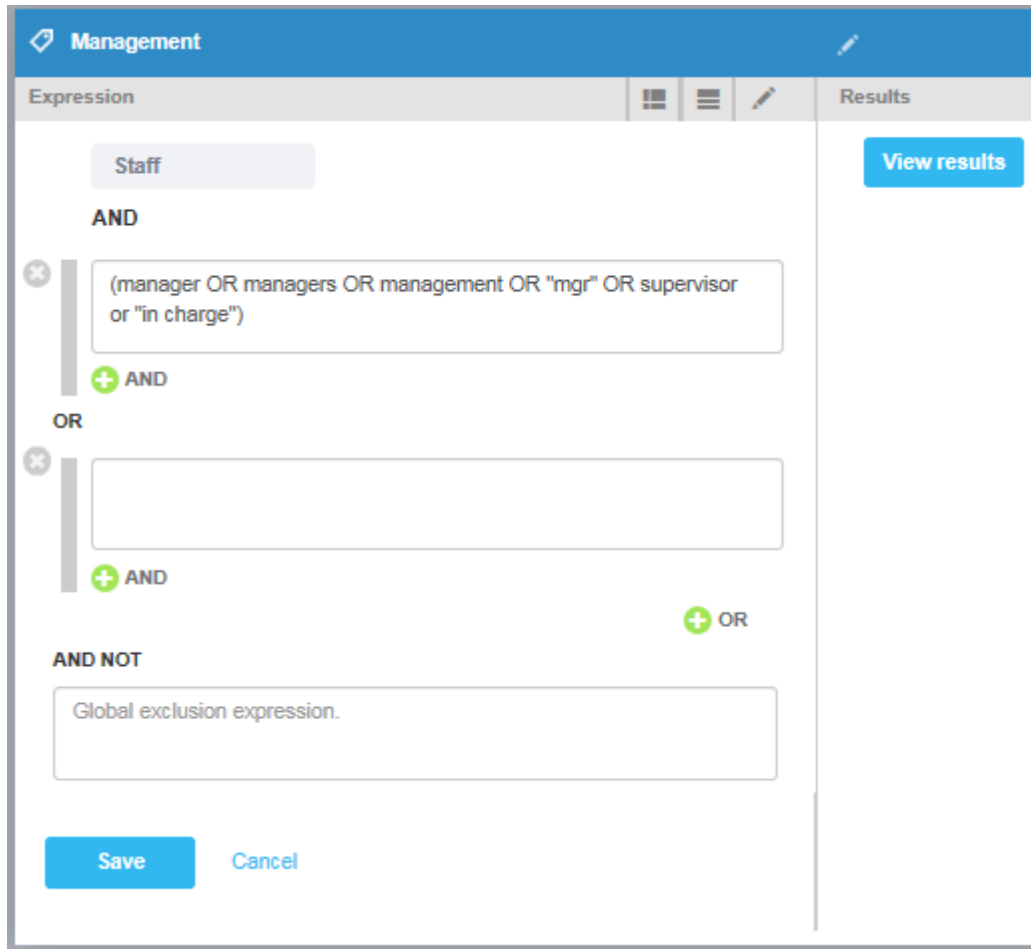 Management
Expression
Results
Staff
View results
AND
(manager OR managers OR management OR "mgr" OR supervisor
or "in charge")
AND
OR
AND
OR
AND NOT
Global exclusion expression.
Save Cancel